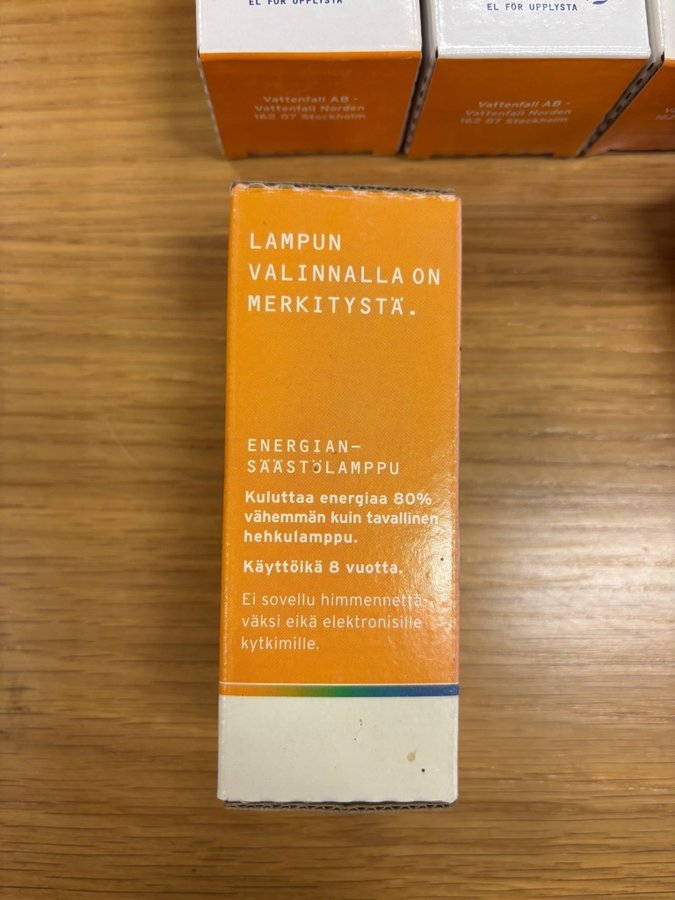 EL FÖR UPPLYSTA
EL FÖR UPPLYSTA
Vattenfall AB -
Vattenfall Norden
162 87 Stockholm
Vattenfall AB -
Vattenfall Norden
162 87 Stockholm
LAMPUN
VALINNALLA ON
MERKITYSTÄ.
ENERGIAN-
SÄÄSTÖLAMPPU
Kuluttaa energiaa 80%
vähemmän kuin tavallinen
hehkulamppu.
Käyttöikä 8 vuotta.
Ei sovellu himmennettä-
väksi eikä elektronisille
kytkimille.